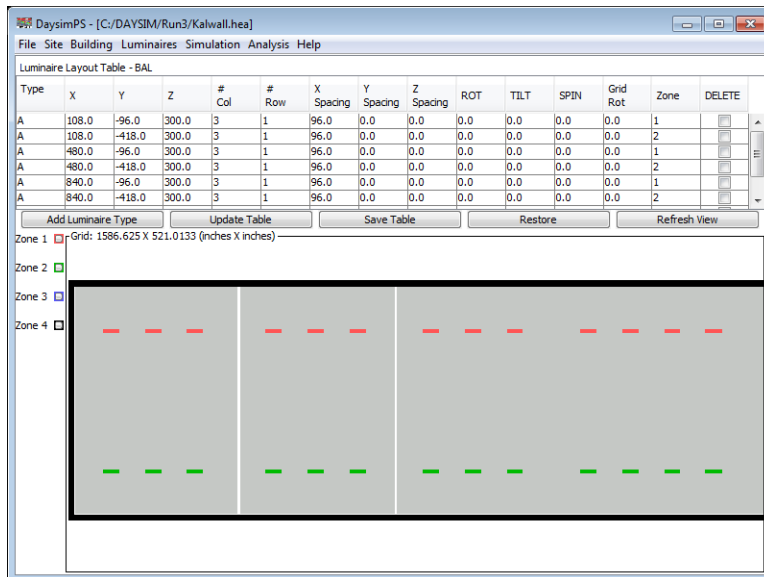 DaysimPS - [C:/DAYSIM/Run3/Kalwall.hea]
File Site Building Luminaires Simulation Analysis Help
Luminaire Layout Table - BAL
Type X Y Z # Col # Row X Spacing Y Spacing Z Spacing ROT TILT SPIN Grid Rot Zone DELETE
A 108.0 -96.0 300.0 3 1 96.0 0.0 0.0 0.0 0.0 0.0 0.0 1
A 108.0 -418.0 300.0 3 1 96.0 0.0 0.0 0.0 0.0 0.0 0.0 2
A 480.0 -96.0 300.0 3 1 96.0 0.0 0.0 0.0 0.0 0.0 0.0 1
A 480.0 -418.0 300.0 3 1 96.0 0.0 0.0 0.0 0.0 0.0 0.0 2
A 840.0 -96.0 300.0 3 1 96.0 0.0 0.0 0.0 0.0 0.0 0.0 1
A 840.0 -418.0 300.0 3 1 96.0 0.0 0.0 0.0 0.0 0.0 0.0 2
Add Luminaire Type Update Table Save Table Restore Refresh View
Zone 1 Grid: 1586.625 X 521.0133 (inches X inches)
Zone 2
Zone 3
Zone 4